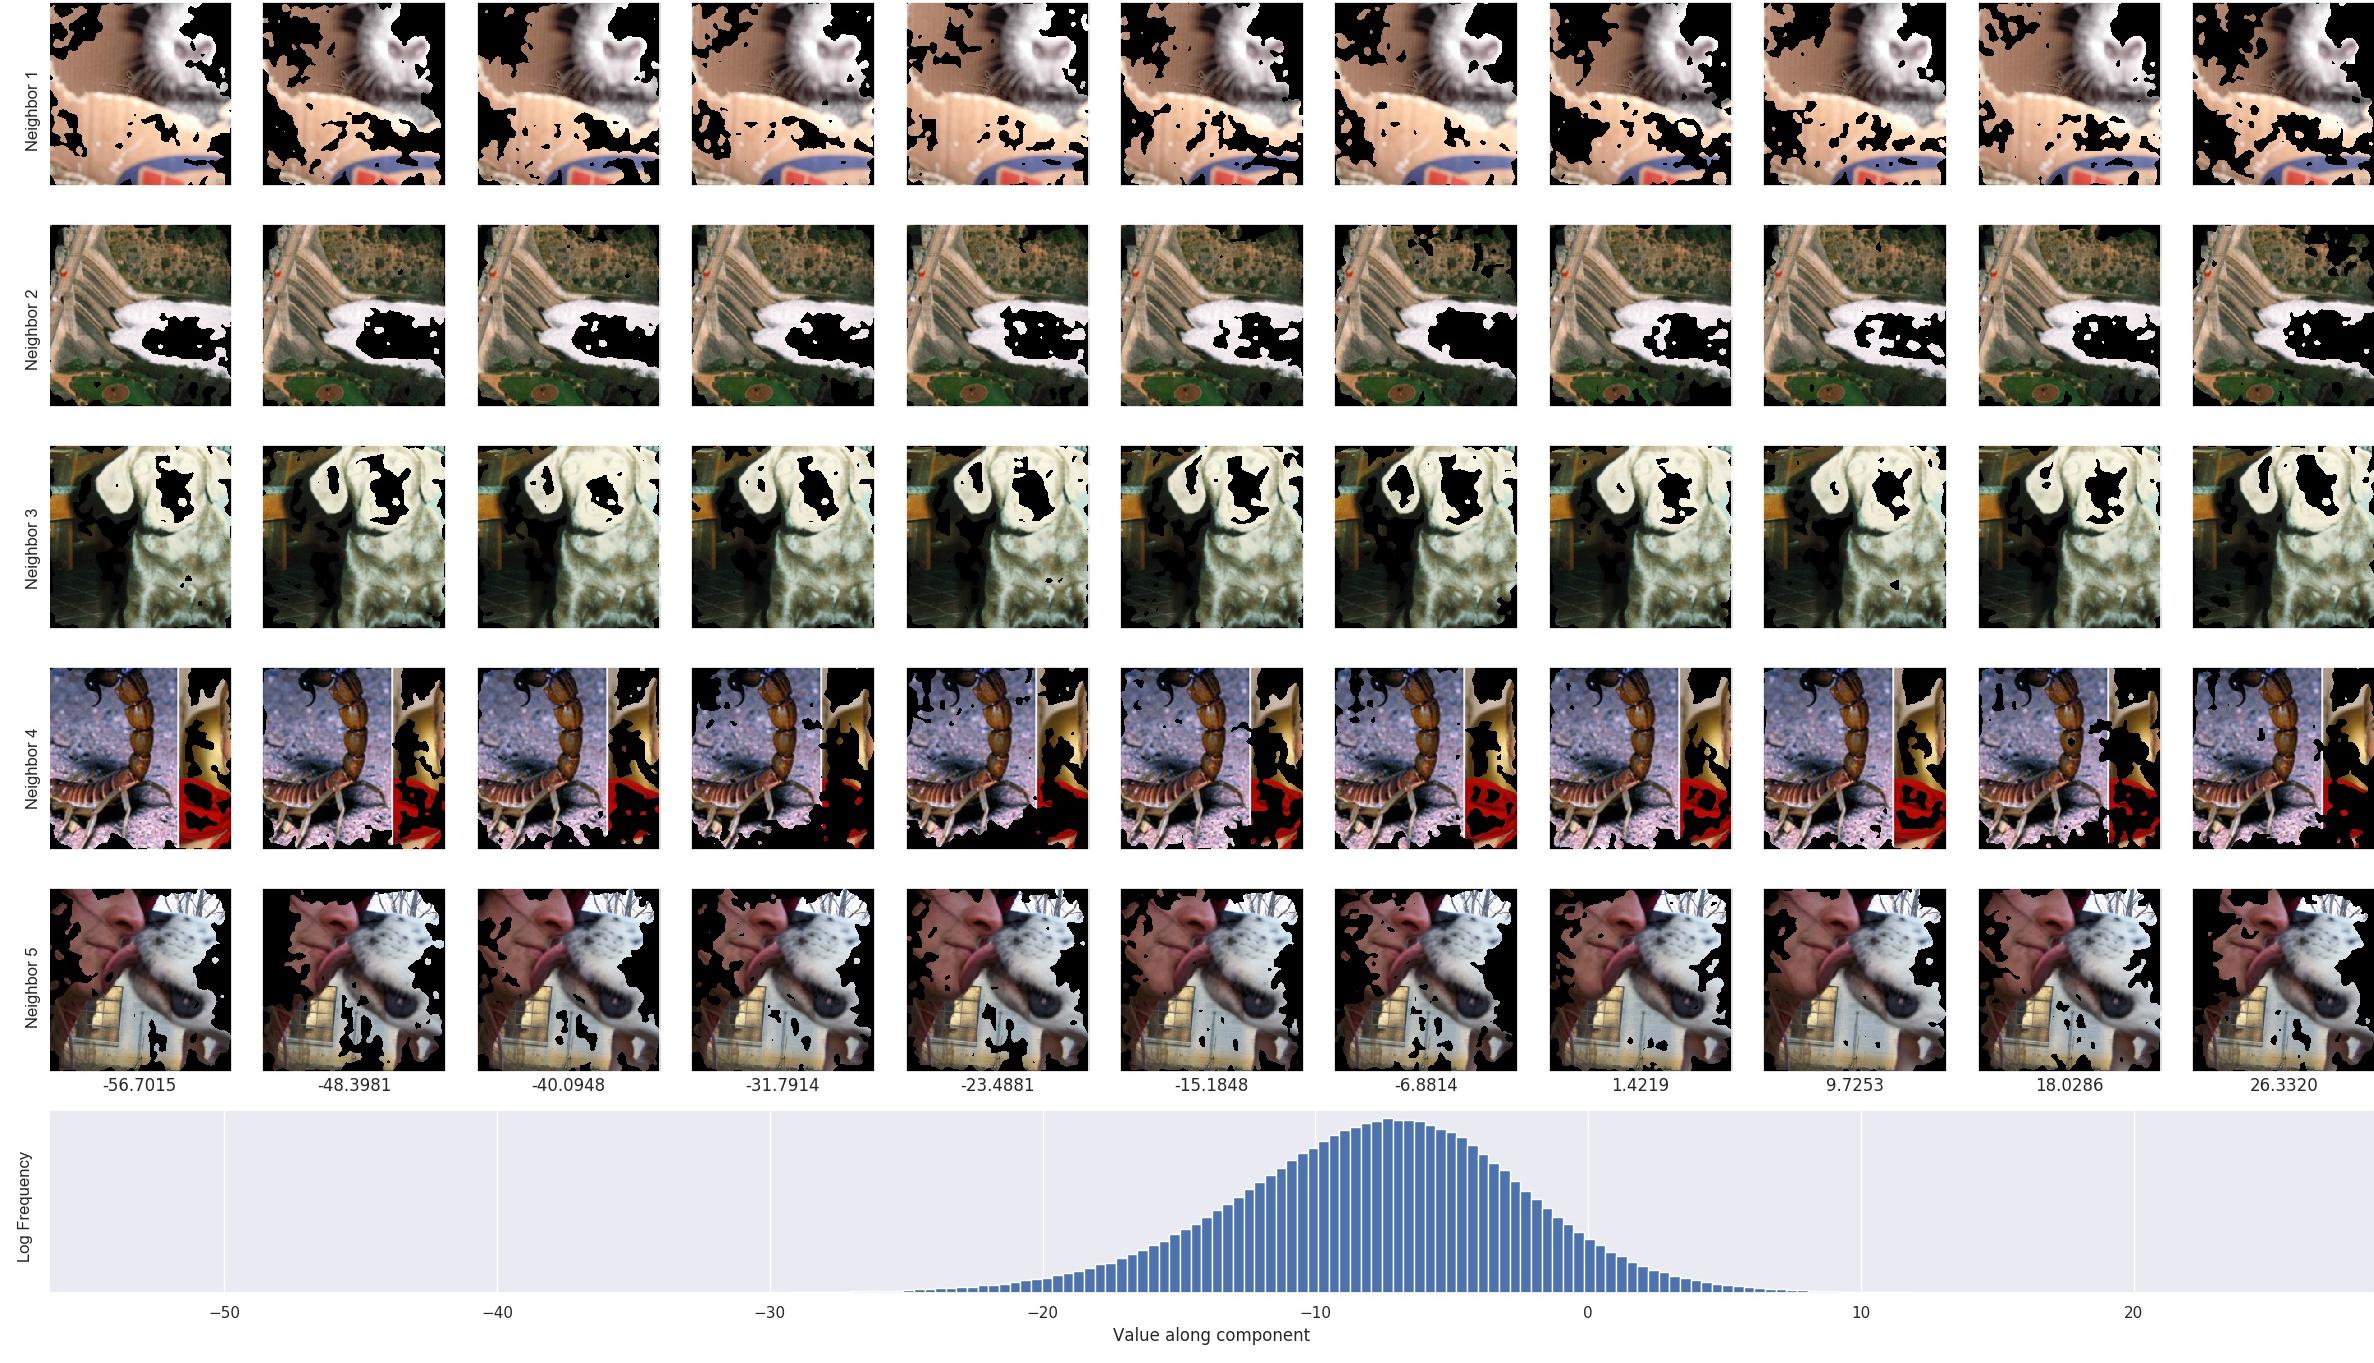 Neighbor 1
Neighbor 2
Neighbor 3
Neighbor 4
Neighbor 5
-56.7015 -48.3981 -40.0948 -31.7914 -23.4881 -15.1848 -6.8814 1.4219 9.7253 18.0286 26.3320
Log Frequency
−50 −40 −30 −20 −10 0 10 20
Value along component